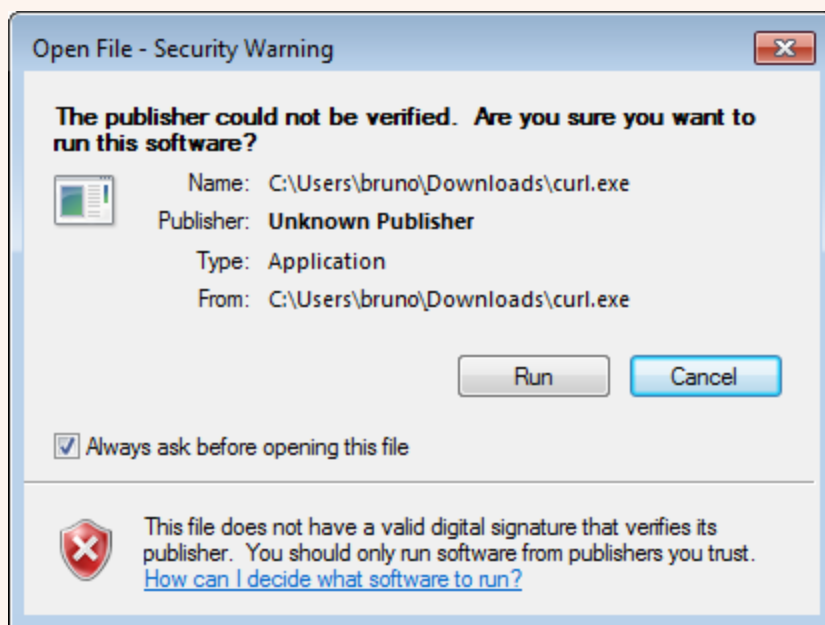 Open File - Security Warning
The publisher could not be verified.  Are you sure you want to
run this software?
Name: C:\Users\bruno\Downloads\curl.exe
Publisher: Unknown Publisher
Type: Application
From: C:\Users\bruno\Downloads\curl.exe
Run Cancel
Always ask before opening this file
This file does not have a valid digital signature that verifies its
publisher.  You should only run software from publishers you trust.
How can I decide what software to run?